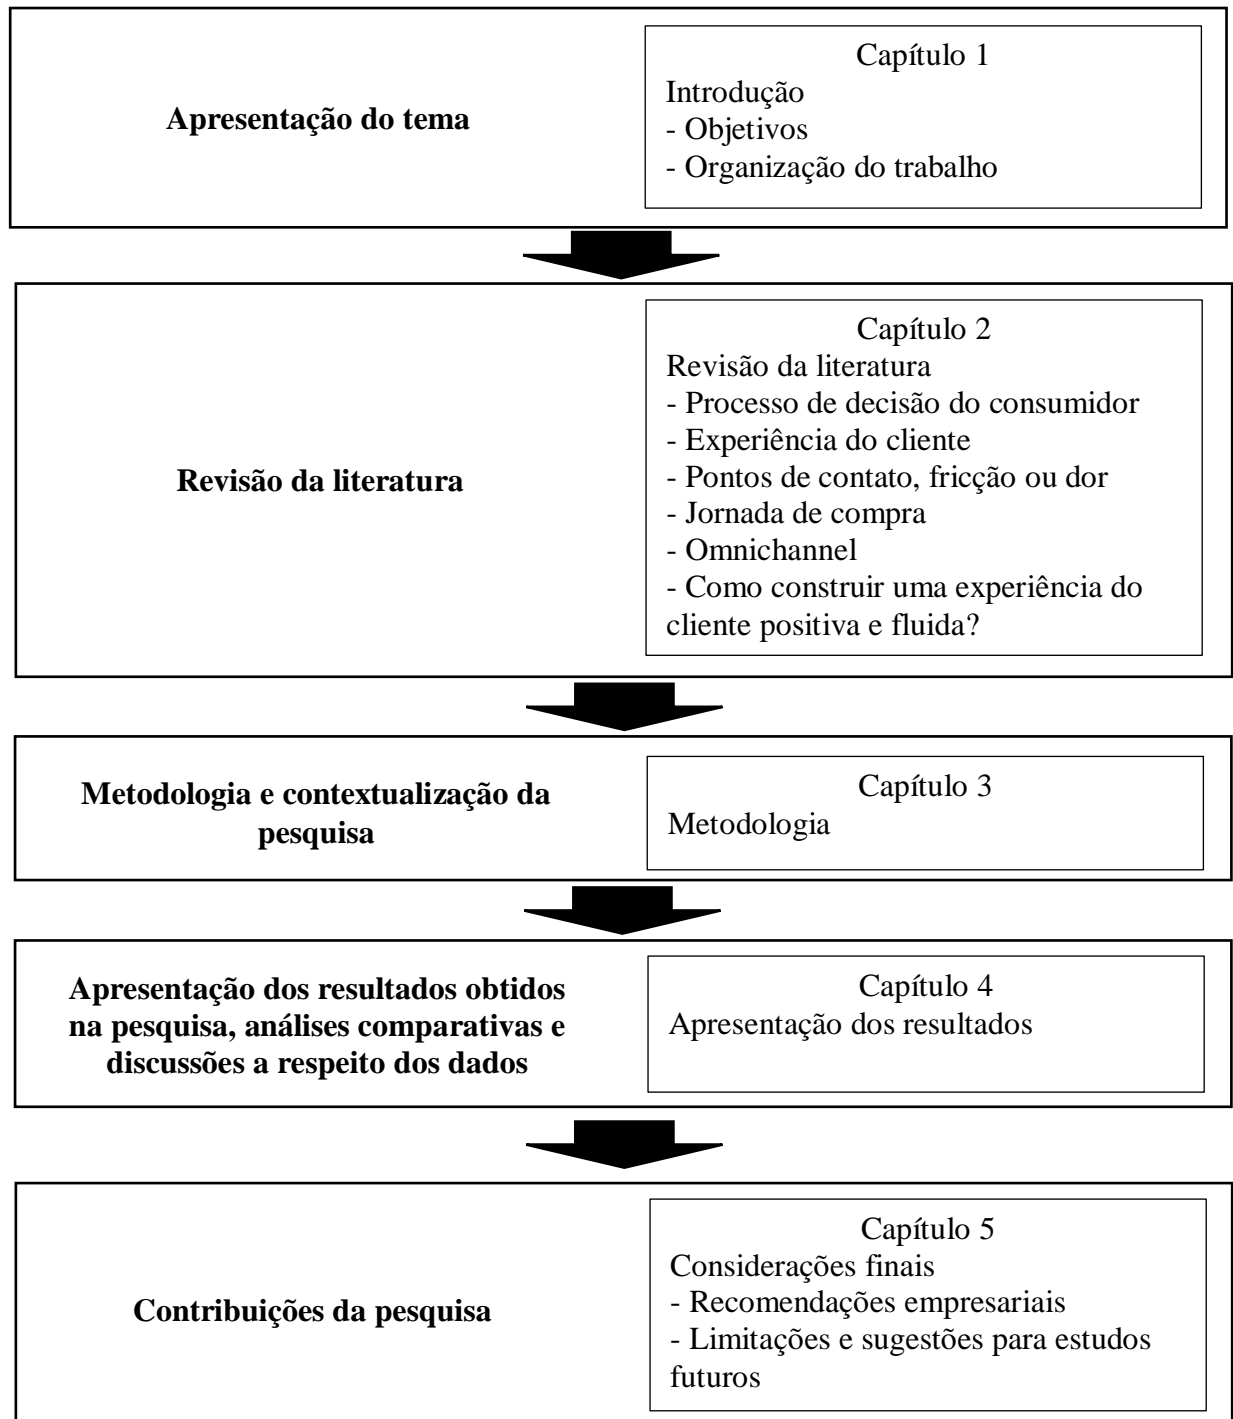 Apresentação do tema
Capítulo 1
Introdução
- Objetivos
- Organização do trabalho
Revisão da literatura
Capítulo 2
Revisão da literatura
- Processo de decisão do consumidor
- Experiência do cliente
- Pontos de contato, fricção ou dor
- Jornada de compra
- Omnichannel
- Como construir uma experiência do
cliente positiva e fluida?
Metodologia e contextualização da
pesquisa
Capítulo 3
Metodologia
Apresentação dos resultados obtidos
na pesquisa, análises comparativas e
discussões a respeito dos dados
Capítulo 4
Apresentação dos resultados
Contribuições da pesquisa
Capítulo 5
Considerações finais
- Recomendações empresariais
- Limitações e sugestões para estudos
futuros